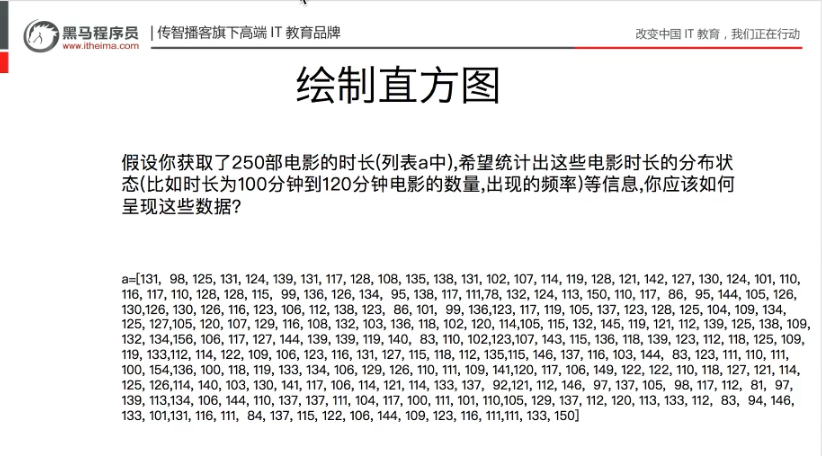 黑马程序员
www.itheima.com
传智播客旗下高端 IT 教育品牌
改变中国 IT 教育，我们正在行动
绘制直方图
假设你获取了250部电影的时长(列表a中),希望统计出这些电影时长的分布状
态(比如时长为100分钟到120分钟电影的数量,出现的频率)等信息,你应该如何
呈现这些数据?
a=[131, 98, 125, 131, 124, 139, 131, 117, 128, 108, 135, 138, 131, 102, 107, 114, 119, 128, 121, 142, 127, 130, 124, 101, 110,
116, 117, 110, 128, 128, 115, 99, 136, 126, 134, 95, 138, 117, 111,78, 132, 124, 113, 150, 110, 117, 86, 95, 144, 105, 126,
130,126, 130, 126, 116, 123, 106, 112, 138, 123, 86, 101, 99, 136,123, 117, 119, 105, 137, 123, 128, 125, 104, 109, 134,
125, 127,105, 120, 107, 129, 116, 108, 132, 103, 136, 118, 102, 120, 114,105, 115, 132, 145, 119, 121, 112, 139, 125, 138, 109,
132, 134,156, 106, 117, 127, 144, 139, 139, 119, 140, 83, 110, 102,123,107, 143, 115, 136, 118, 139, 123, 112, 118, 125, 109,
119, 133,112, 114, 122, 109, 106, 123, 116, 131, 127, 115, 118, 112, 135,115, 146, 137, 116, 103, 144, 83, 123, 111, 110, 111,
100, 154,136, 100, 118, 119, 133, 134, 106, 129, 126, 110, 111, 109, 141,120, 117, 106, 149, 122, 122, 110, 118, 127, 121, 114,
125, 126,114, 140, 103, 130, 141, 117, 106, 114, 121, 114, 133, 137, 92,121, 112, 146, 97, 137, 105, 98, 117, 112, 81, 97,
139, 113,134, 106, 144, 110, 137, 137, 111, 104, 117, 100, 111, 101, 110,105, 129, 137, 112, 120, 113, 133, 112, 83, 94, 146,
133, 101,131, 116, 111, 84, 137, 115, 122, 106, 144, 109, 123, 116, 111,111, 133, 150]